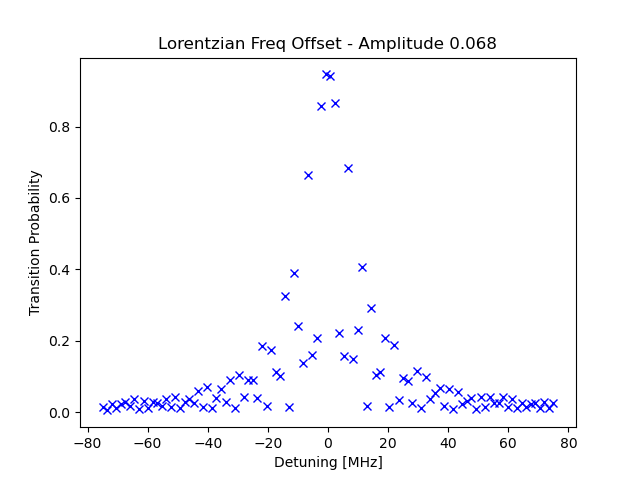 Lorentzian Freq Offset - Amplitude 0.068
Transition Probability
0.8
0.6
0.4
0.2
0.0
−80 −60 −40 −20 0 20 40 60 80
Detuning [MHz]